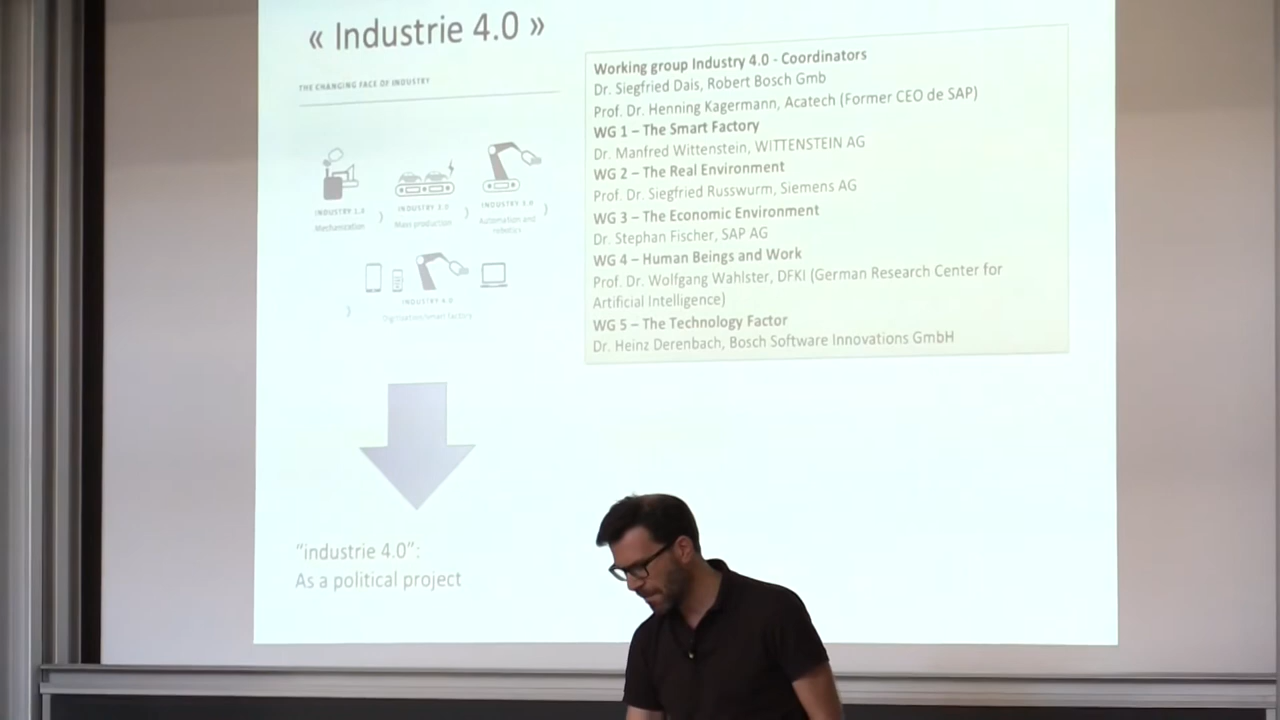 « Industrie 4.0 »
THE CHANGING FACE OF INDUSTRY
INDUSTRY 1.0
Mechanization
INDUSTRY 2.0
Mass production
INDUSTRY 3.0
Automation and
robotics
INDUSTRY 4.0
Digitisation/smart factory
"industrie 4.0":
As a political project
Working group Industry 4.0 - Coordinators
Dr. Siegfried Dais, Robert Bosch Gmb
Prof. Dr. Henning Kagermann, Acatech (Former CEO de SAP)
WG 1 – The Smart Factory
Dr. Manfred Wittenstein, WITTENSTEIN AG
WG 2 – The Real Environment
Prof. Dr. Siegfried Russwurm, Siemens AG
WG 3 – The Economic Environment
Dr. Stephan Fischer, SAP AG
WG 4 – Human Beings and Work
Prof. Dr. Wolfgang Wahlster, DFKI (German Research Center for
Artificial Intelligence)
WG 5 – The Technology Factor
Dr. Heinz Derenbach, Bosch Software Innovations GmbH